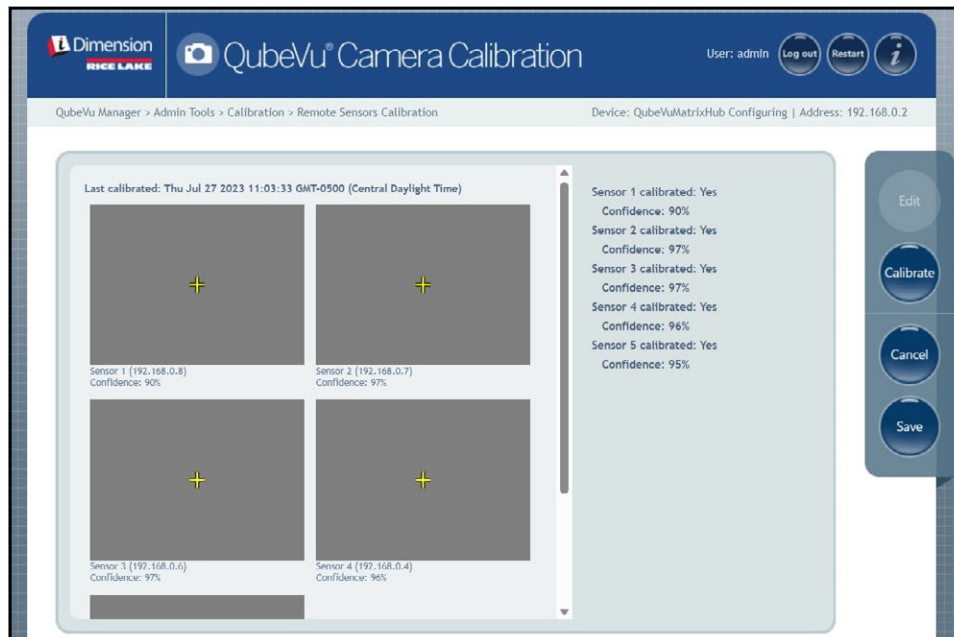 iDimension
RICE LAKE
QubeVu® Camera Calibration
User: admin
Log out
Restart
i
QubeVu Manager > Admin Tools > Calibration > Remote Sensors Calibration
Device: QubeVuMatrixHub Configuring | Address: 192.168.0.2
Last calibrated: Thu Jul 27 2023 11:03:33 GMT-0500 (Central Daylight Time)
Sensor 1 (192.168.0.8)
Confidence: 90%
Sensor 2 (192.168.0.7)
Confidence: 97%
Sensor 3 (192.168.0.6)
Confidence: 97%
Sensor 4 (192.168.0.4)
Confidence: 96%
Sensor 1 calibrated: Yes
Confidence: 90%
Sensor 2 calibrated: Yes
Confidence: 97%
Sensor 3 calibrated: Yes
Confidence: 97%
Sensor 4 calibrated: Yes
Confidence: 96%
Sensor 5 calibrated: Yes
Confidence: 95%
Edit
Calibrate
Cancel
Save